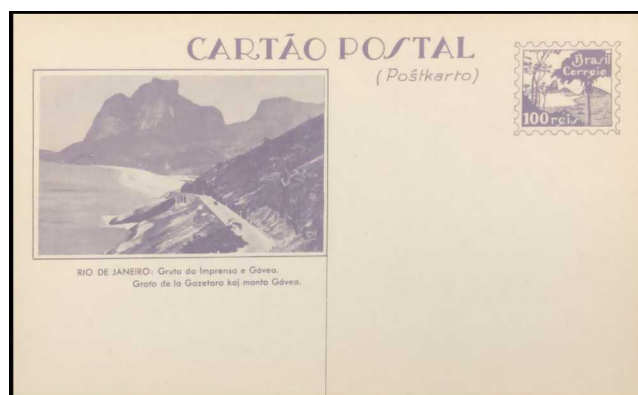 CARTÃO POSTAL
(Poŝtkarto)
Brasil
Correio
100 reis
RIO DE JANEIRO: Gruta da Imprensa e Gávea.
Groto de la Gazetaro kaj monto Gávea.